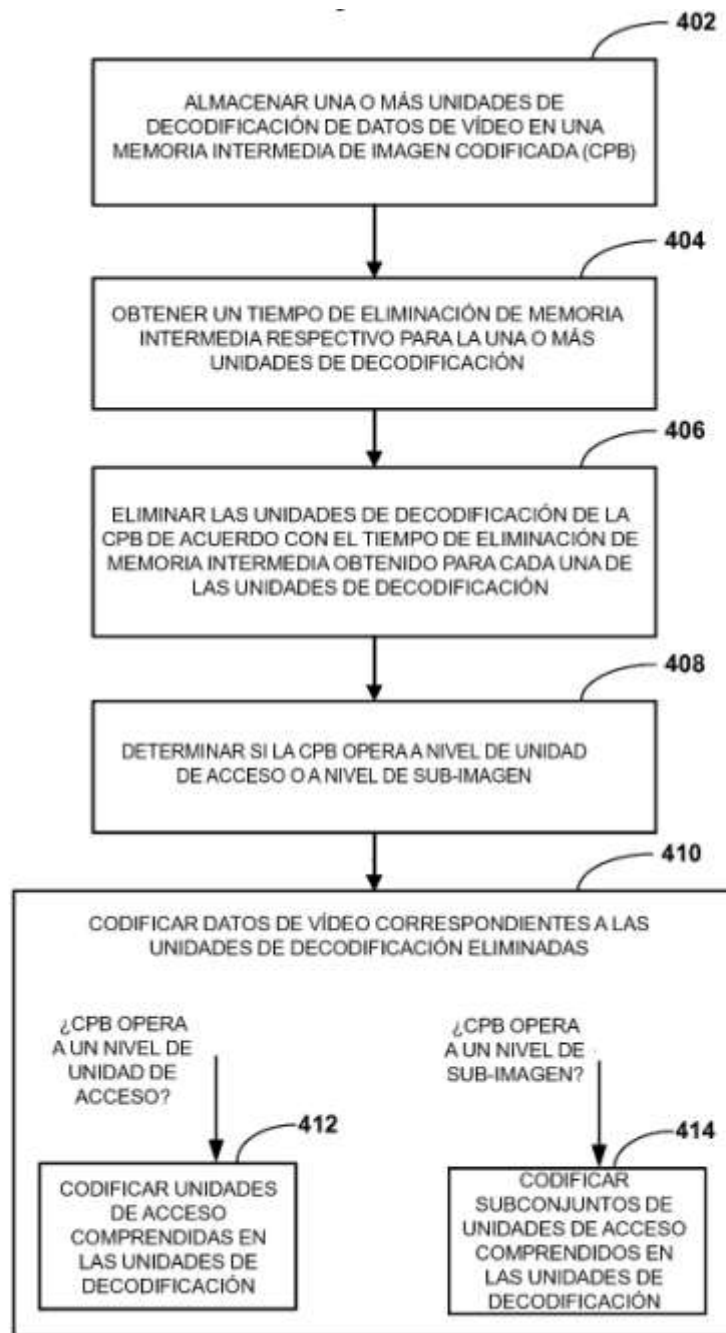 402
ALMACENAR UNA O MÁS UNIDADES DE
DECODIFICACIÓN DE DATOS DE VÍDEO EN UNA
MEMORIA INTERMEDIA DE IMAGEN CODIFICADA (CPB)
404
OBTENER UN TIEMPO DE ELIMINACIÓN DE MEMORIA
INTERMEDIA RESPECTIVO PARA LA UNA O MÁS
UNIDADES DE DECODIFICACIÓN
406
ELIMINAR LAS UNIDADES DE DECODIFICACIÓN DE LA
CPB DE ACUERDO CON EL TIEMPO DE ELIMINACIÓN DE
MEMORIA INTERMEDIA OBTENIDO PARA CADA UNA DE
LAS UNIDADES DE DECODIFICACIÓN
408
DETERMINAR SI LA CPB OPERA A NIVEL DE UNIDAD
DE ACCESO O A NIVEL DE SUB-IMAGEN
410
CODIFICAR DATOS DE VÍDEO CORRESPONDIENTES A LAS
UNIDADES DE DECODIFICACIÓN ELIMINADAS
¿CPB OPERA
A UN NIVEL DE
UNIDAD DE
ACCESO?
412
CODIFICAR UNIDADES
DE ACCESO
COMPRENDIDAS EN
LAS UNIDADES DE
DECODIFICACIÓN
¿CPB OPERA
A UN NIVEL DE
SUB-IMAGEN?
414
CODIFICAR
SUBCONJUNTOS DE
UNIDADES DE ACCESO
COMPRENDIDOS EN
LAS UNIDADES DE
DECODIFICACIÓN